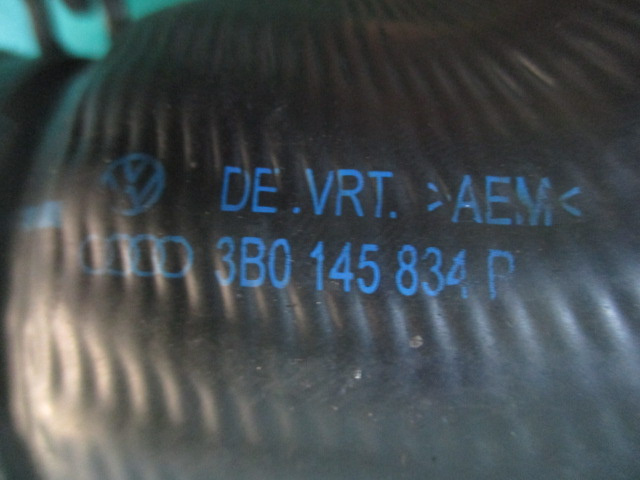 DE.VRT. >AEM<
3B0 145 834 P